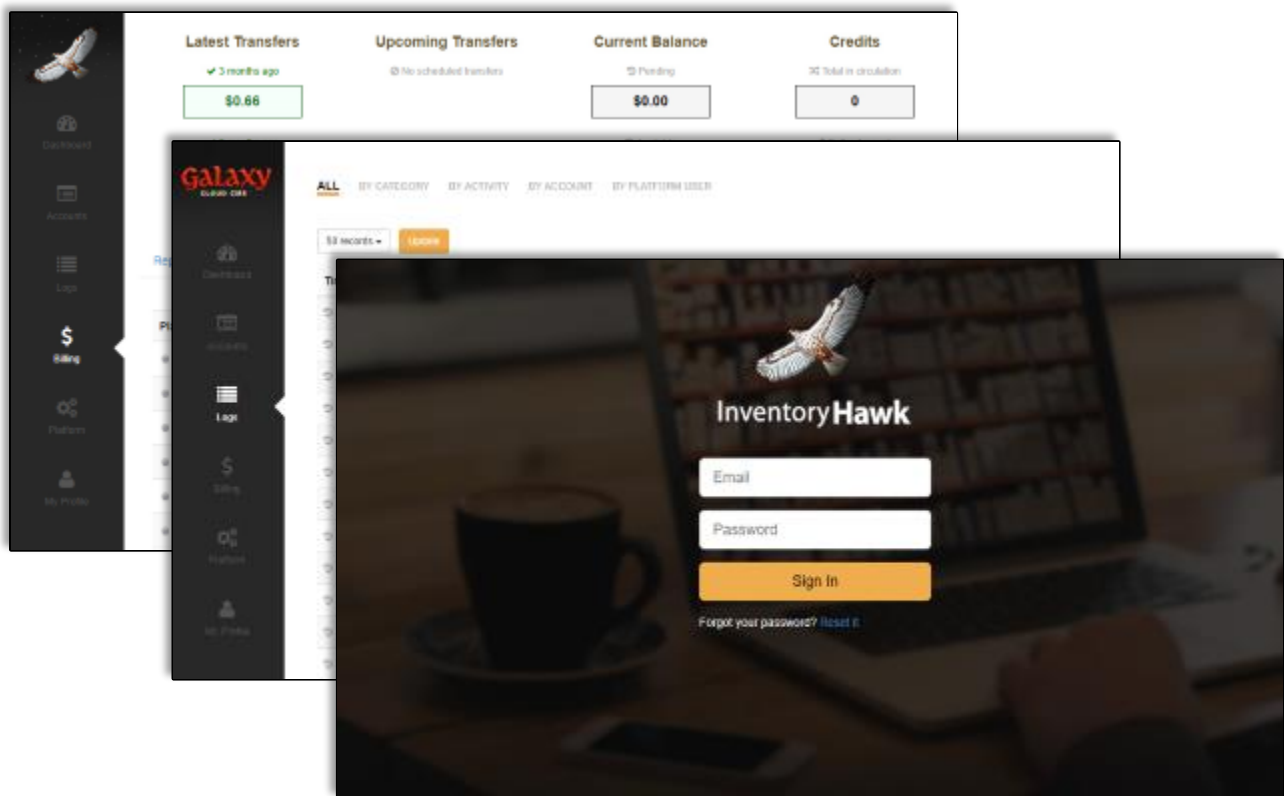 Latest Transfers Upcoming Transfers Current Balance Credits
3 months ago No scheduled transfers Pending Total in circulation
$0.66 $0.00 0
Dashboard
Accounts
Logs
Billing
Platform
My Profile
Galaxy
ALL BY CATEGORY BY ACTIVITY BY ACCOUNT BY PLATFORM USER
50 records Update
Dashboard
Accounts
Logs
Billing
Platform
My Profile
InventoryHawk
Email
Password
Sign In
Forgot your password? Reset it